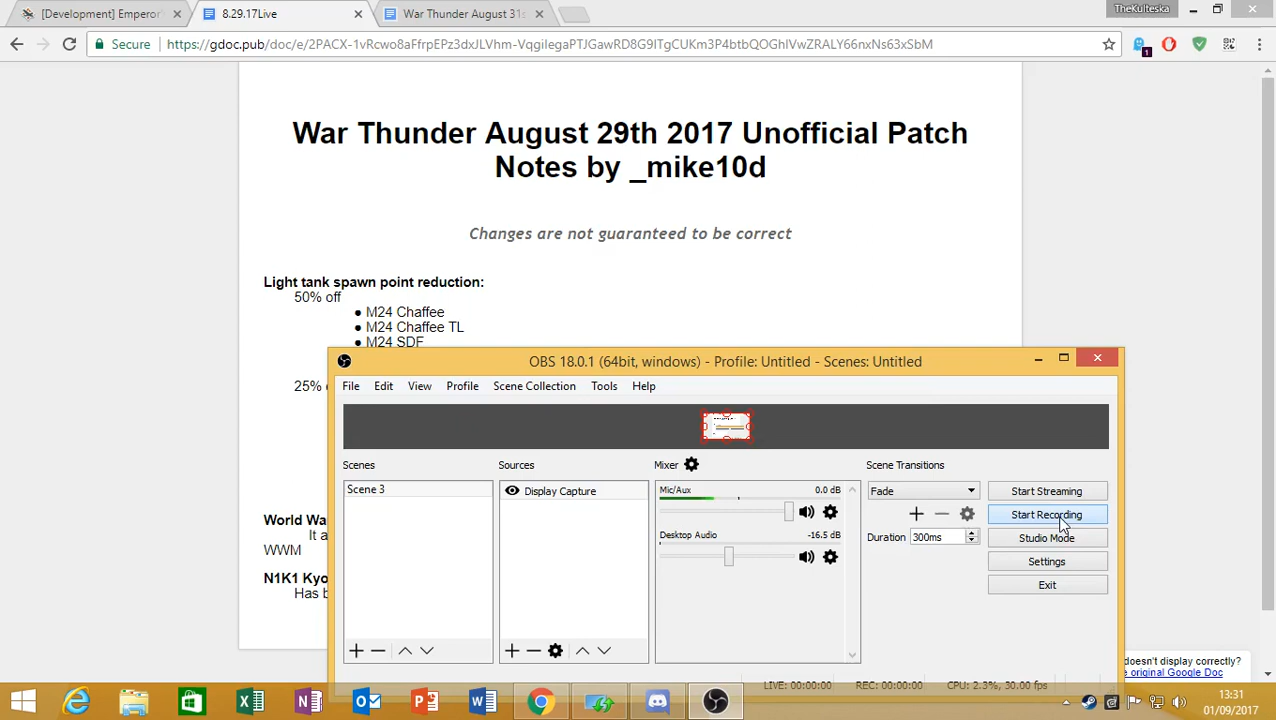 [Development] Emperor
8.29.17Live
War Thunder August 31s
TheKulteska
Secure
https://gdoc.pub/doc/e/2PACX-1vRcwo8aFfrpEPz3dxJLVhm-VqgilegaPTJGawRD8G9ITgCUKm3P4btbQOGhIVwZRALY66nxNs63xSbM
1
War Thunder August 29th 2017 Unofficial Patch
Notes by _mike10d
Changes are not guaranteed to be correct
Light tank spawn point reduction:
50% off
● M24 Chaffee
● M24 Chaffee TL
● M24 SDF
OBS 18.0.1 (64bit, windows) - Profile: Untitled - Scenes: Untitled
25%
File Edit View Profile Scene Collection Tools Help
Scenes
Sources
Mixer
Scene Transitions
Scene 3
Display Capture
Mic/Aux 0.0 dB
Desktop Audio -16.5 dB
Fade
Duration 300ms
Start Streaming
Start Recording
Studio Mode
Settings
Exit
World Wa
It a
WWM
N1K1 Kyo
Has b
doesn't display correctly?
e original Google Doc
LIVE: 00:00:00 REC: 00:00:00 CPU: 2.3%, 30.00 fps
13:31
01/09/2017